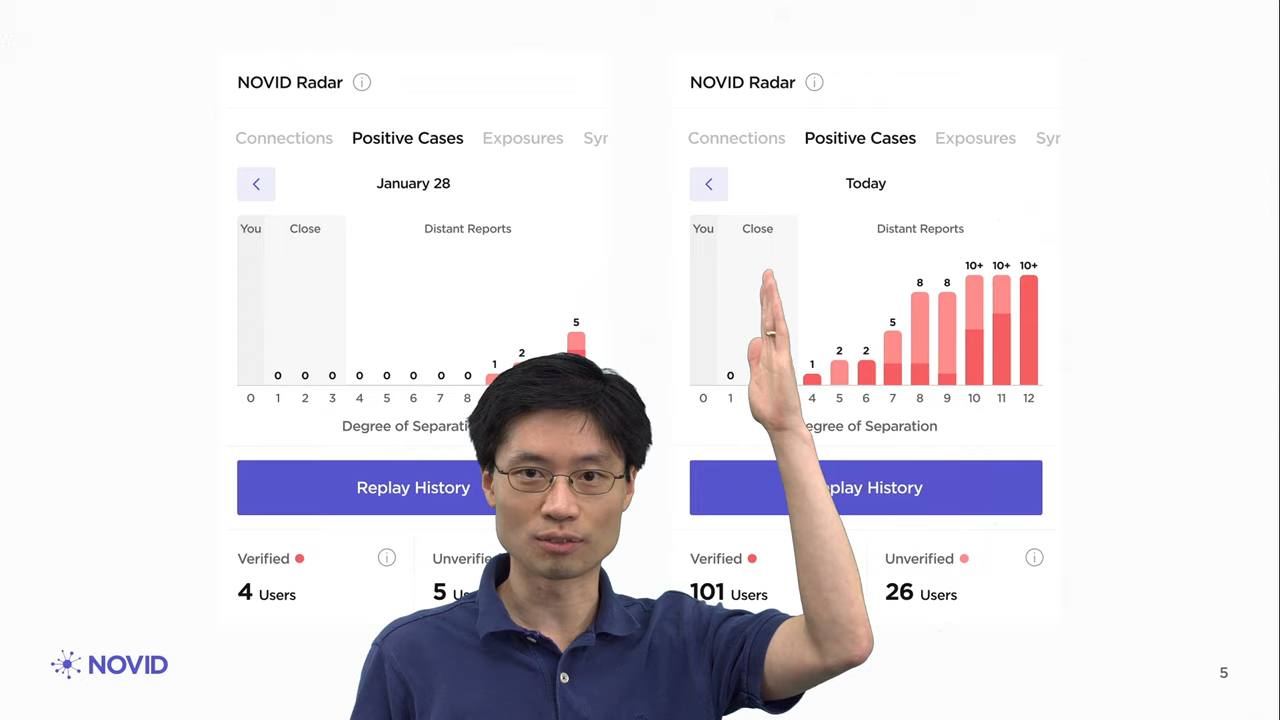 NOVID Radar
Connections Positive Cases Exposures Syr
January 28
You Close Distant Reports
5
2
1
0 0 0 0 0 0 0 0
0 1 2 3 4 5 6 7 8
Degree of Separati
Replay History
Verified Unverifie
4 Users 5 Us
NOVID Radar
Connections Positive Cases Exposures Syr
Today
You Close Distant Reports
10+ 10+ 10+
8 8
5
2 2
1
0
0 1 4 5 6 7 8 9 10 11 12
egree of Separation
play History
Verified Unverified
101 Users 26 Users
NOVID
5